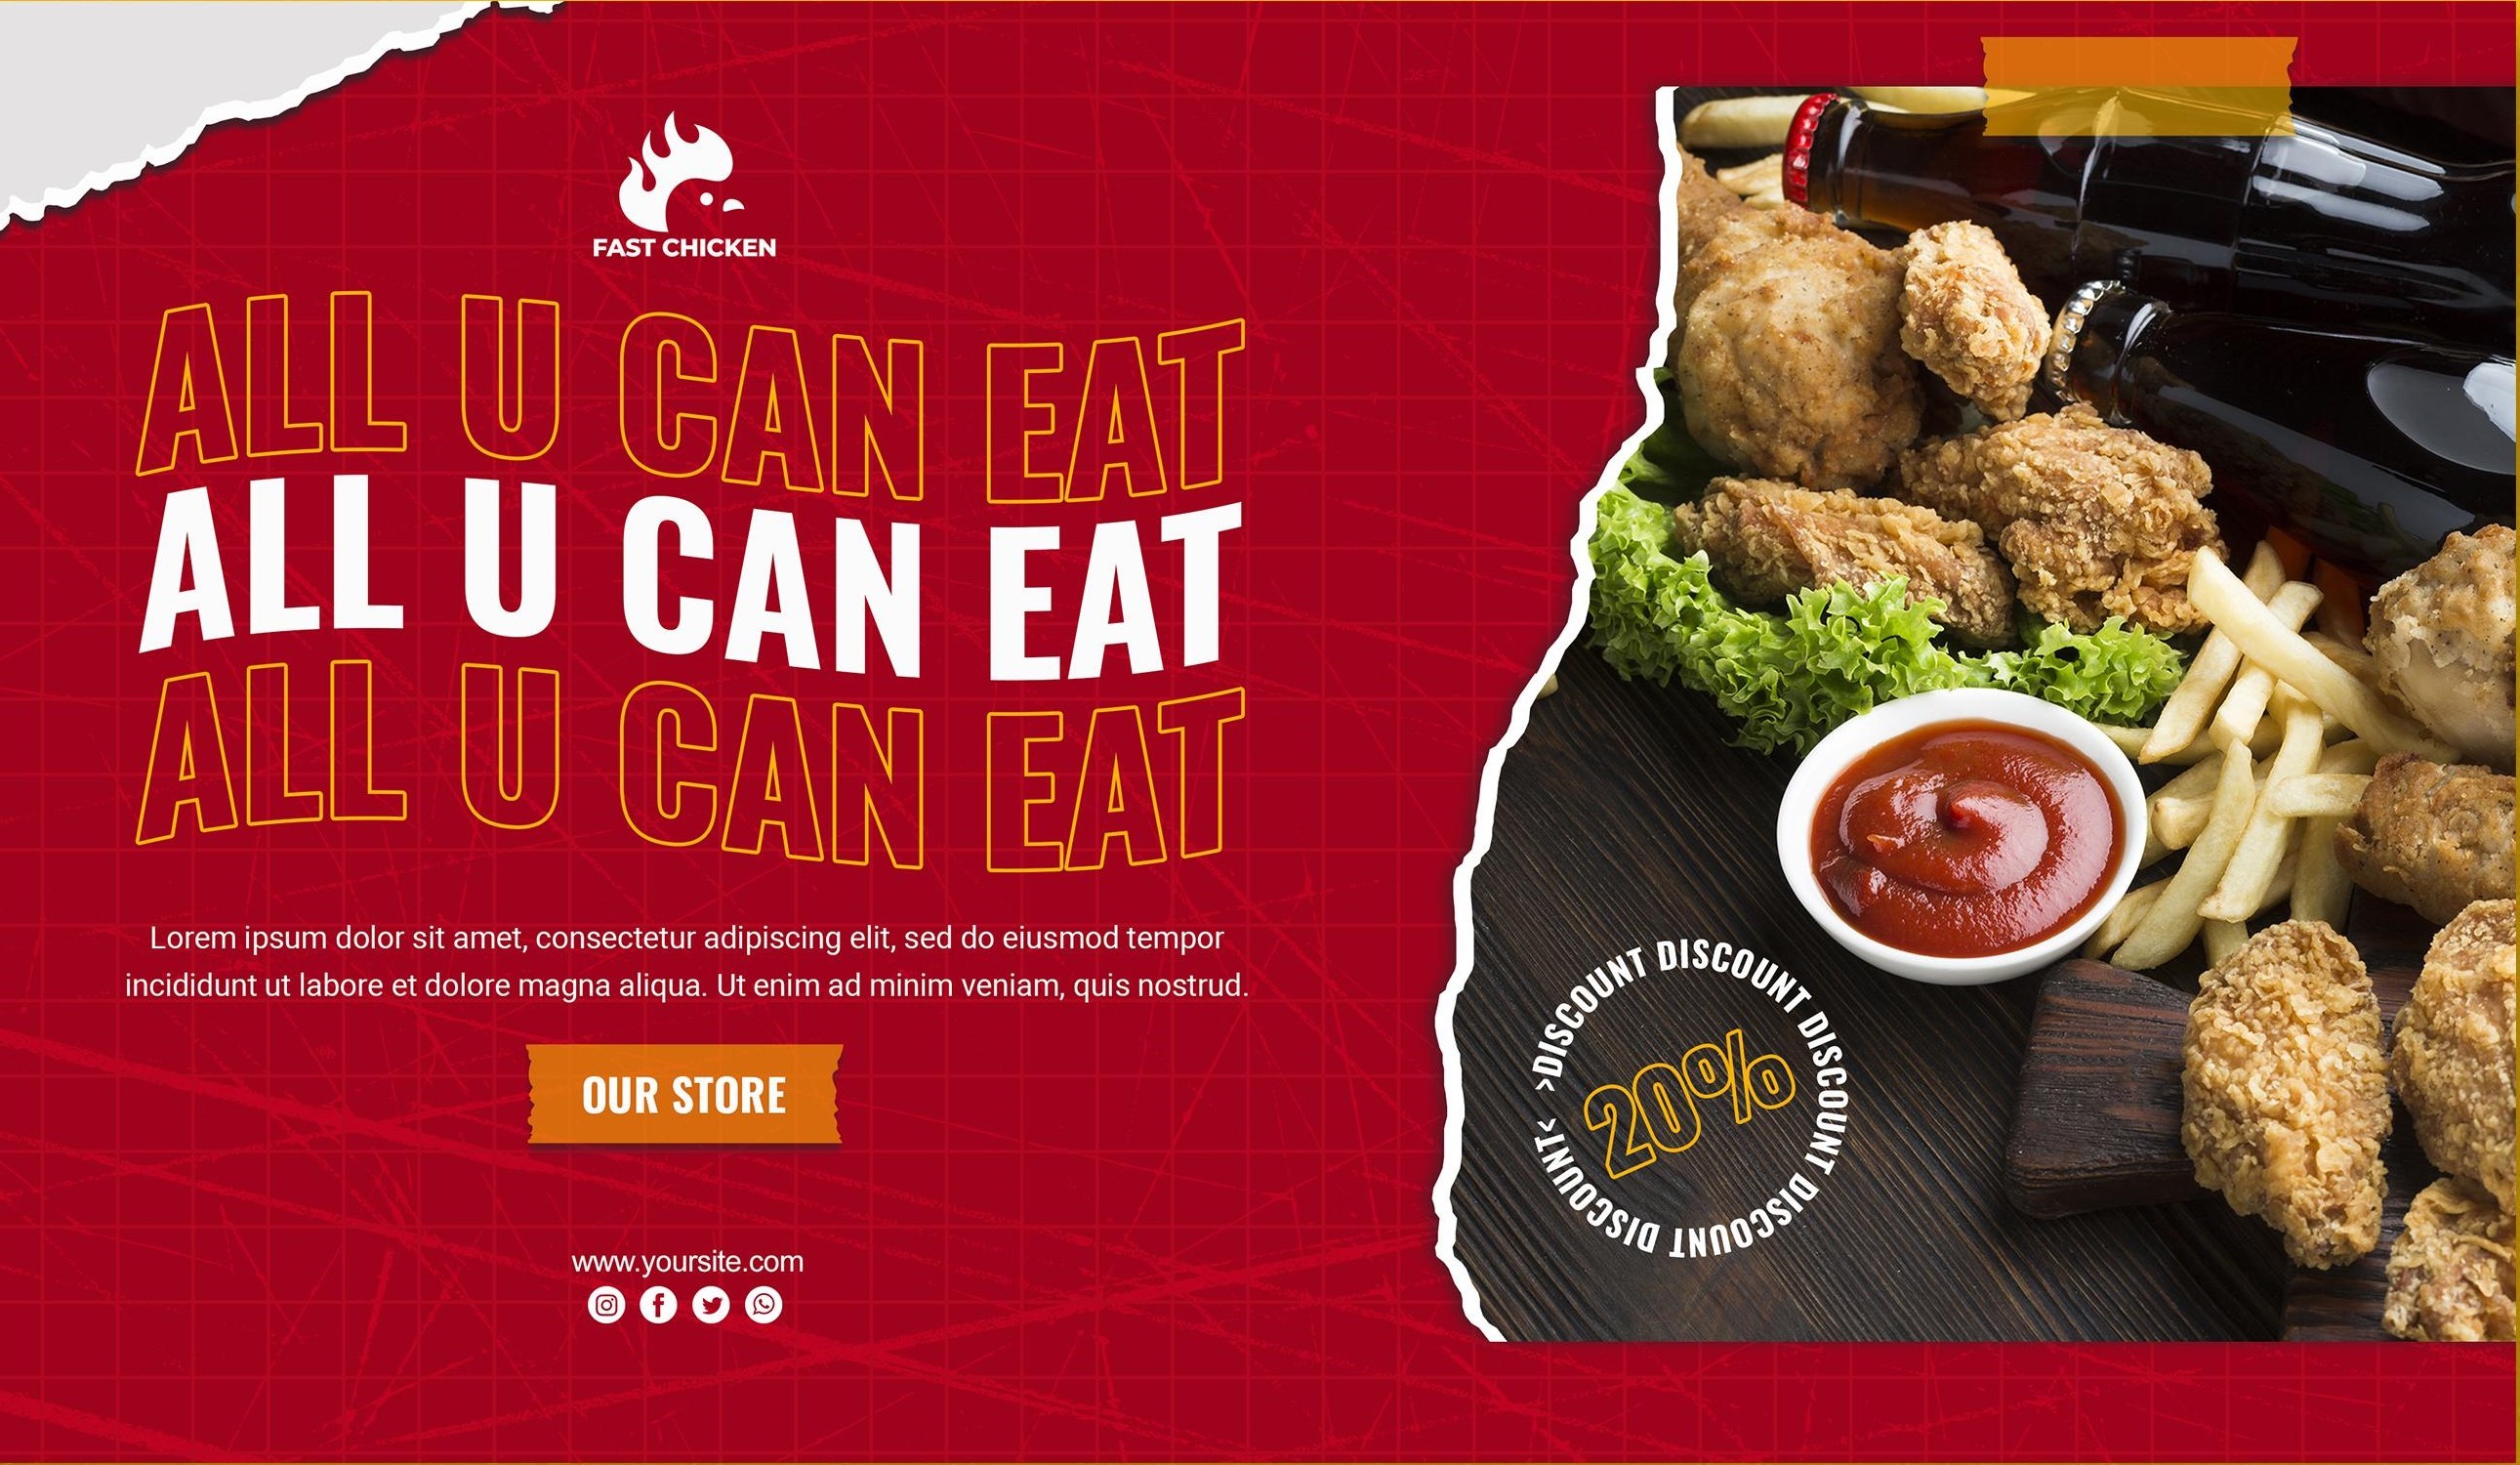 FAST CHICKEN
ALL U CAN EAT
ALL U CAN EAT
ALL U CAN EAT
Lorem ipsum dolor sit amet, consectetur adipiscing elit, sed do eiusmod tempor
incididunt ut labore et dolore magna aliqua. Ut enim ad minim veniam, quis nostrud.
OUR STORE
www.yoursite.com
>DISCOUNT DISCOUNT DISCOUNT DISCOUNT DISCOUNT<
20%